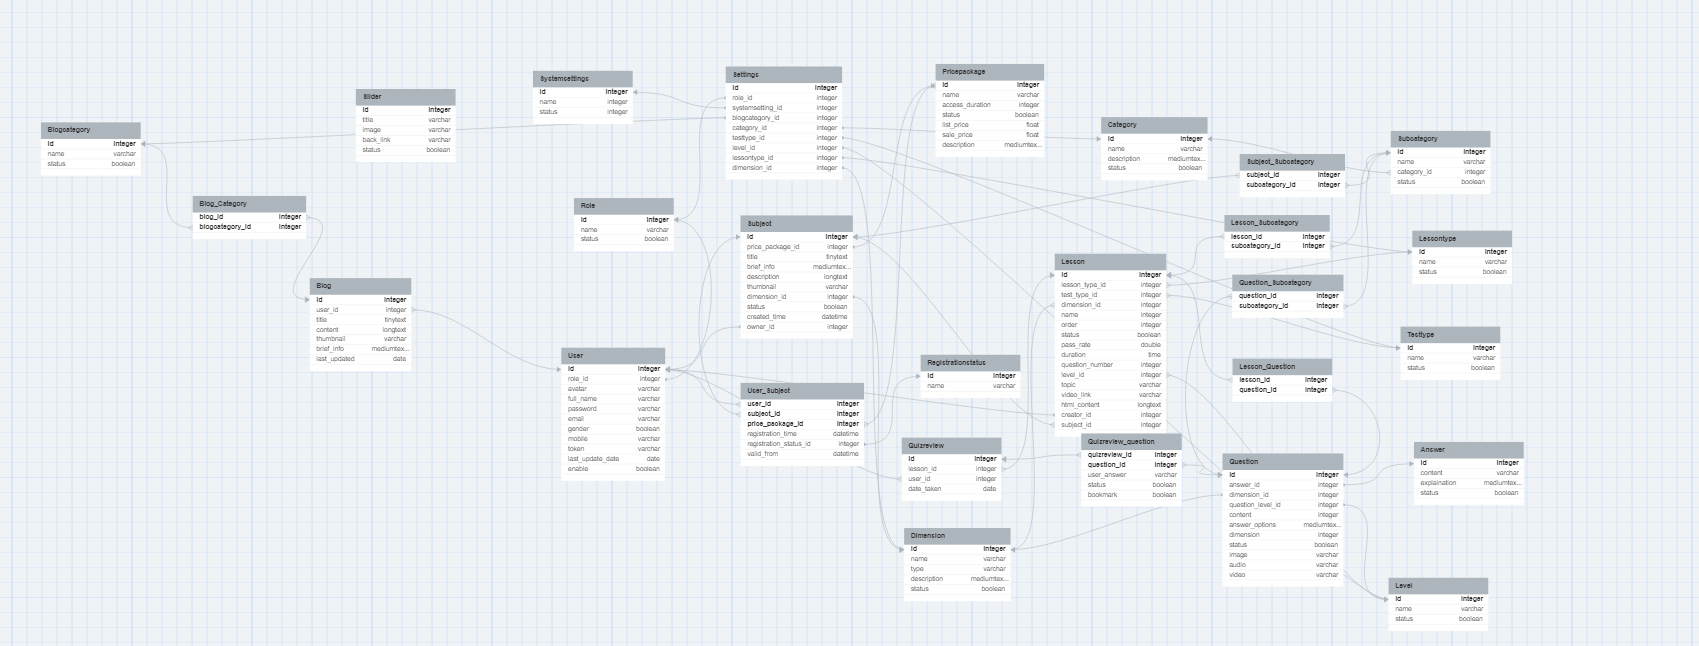 Blogcategory
id integer
name varchar
status boolean
Slider
id integer
title varchar
image varchar
back_link varchar
status boolean
Systemsettings
id integer
name integer
status integer
Settings
id integer
role_id integer
systemsetting_id integer
blogcategory_id integer
category_id integer
testtype_id integer
level_id integer
lessontype_id integer
dimension_id integer
Pricepackage
id integer
name varchar
access_duration integer
status boolean
list_price float
sale_price float
description mediumtex...
Category
id integer
name varchar
description mediumtex...
status boolean
Subcategory
id integer
name varchar
category_id integer
status boolean
Subject_Subcategory
subject_id integer
subcategory_id integer
Blog_Category
blog_id integer
blogcategory_id integer
Role
id integer
name varchar
status boolean
Subject
id integer
price_package_id integer
title tinytext
brief_info mediumtex...
description longtext
thumbnail varchar
dimension_id integer
status boolean
created_time datetime
owner_id integer
Lesson_Subcategory
lesson_id integer
subcategory_id integer
Lessontype
id integer
name varchar
status boolean
Lesson
id integer
lesson_type_id integer
test_type_id integer
dimension_id integer
name integer
order integer
status boolean
pass_rate double
duration time
question_number integer
level_id integer
topic varchar
video_link varchar
html_content longtext
creator_id integer
subject_id integer
Question_Subcategory
question_id integer
subcategory_id integer
Blog
id integer
user_id integer
title tinytext
content longtext
thumbnail varchar
brief_info mediumtex...
last_updated date
Testtype
id integer
name varchar
status boolean
User
id integer
role_id integer
avatar varchar
full_name varchar
password varchar
email varchar
gender boolean
mobile varchar
token varchar
last_update_date date
enable boolean
Registrationstatus
id integer
name varchar
Lesson_Question
lesson_id integer
question_id integer
User_Subject
user_id integer
subject_id integer
price_package_id integer
registration_time datetime
registration_status_id integer
valid_from datetime
Quizreview
id integer
lesson_id integer
user_id integer
date_taken date
Quizreview_question
quizreview_id integer
question_id integer
user_answer varchar
status boolean
bookmark boolean
Answer
id integer
content varchar
explaination mediumtex...
status boolean
Question
id integer
answer_id integer
dimension_id integer
question_level_id integer
content integer
answer_options mediumtex...
dimension integer
status boolean
image varchar
audio varchar
video varchar
Dimension
id integer
name varchar
type varchar
description mediumtex...
status boolean
Level
id integer
name varchar
status boolean